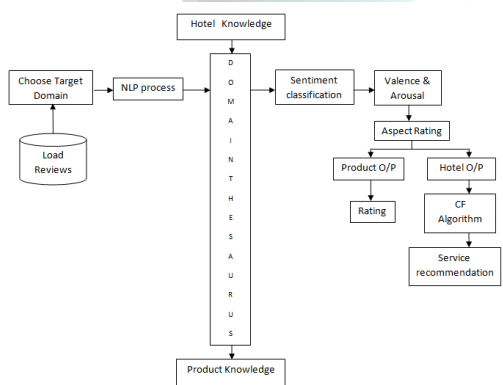 Hotel Knowledge
Choose Target
Domain
NLP process
Load
Reviews
D
O
M
A
I
N
T
H
E
S
A
U
R
U
S
Sentiment
classification
Valence &
Arousal
Aspect Rating
Product O/P
Hotel O/P
Rating
CF
Algorithm
Service
recommendation
Product Knowledge